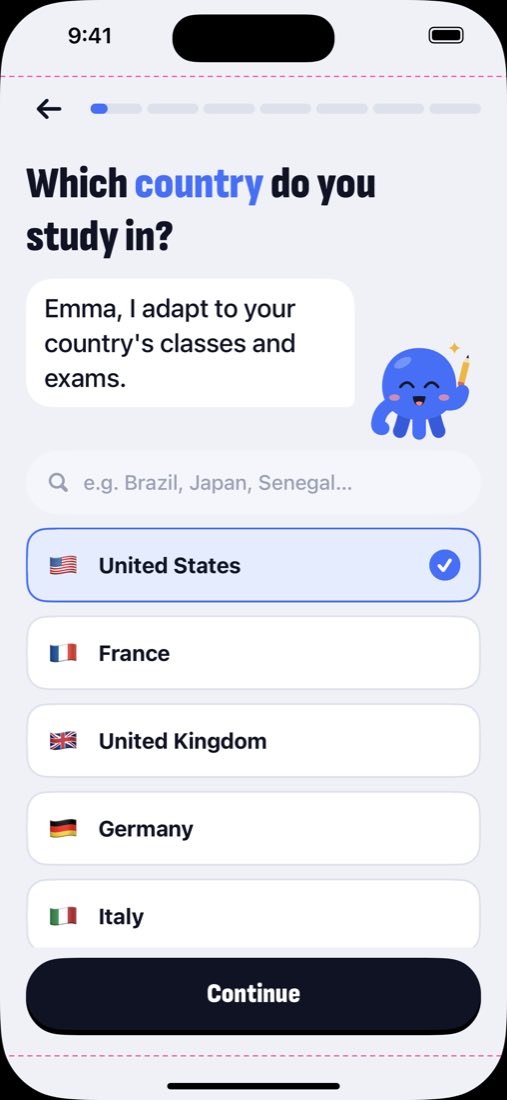 9:41
Which country do you
study in?
Emma, I adapt to your
country's classes and
exams.
e.g. Brazil, Japan, Senegal...
United States
France
United Kingdom
Germany
Italy
Continue